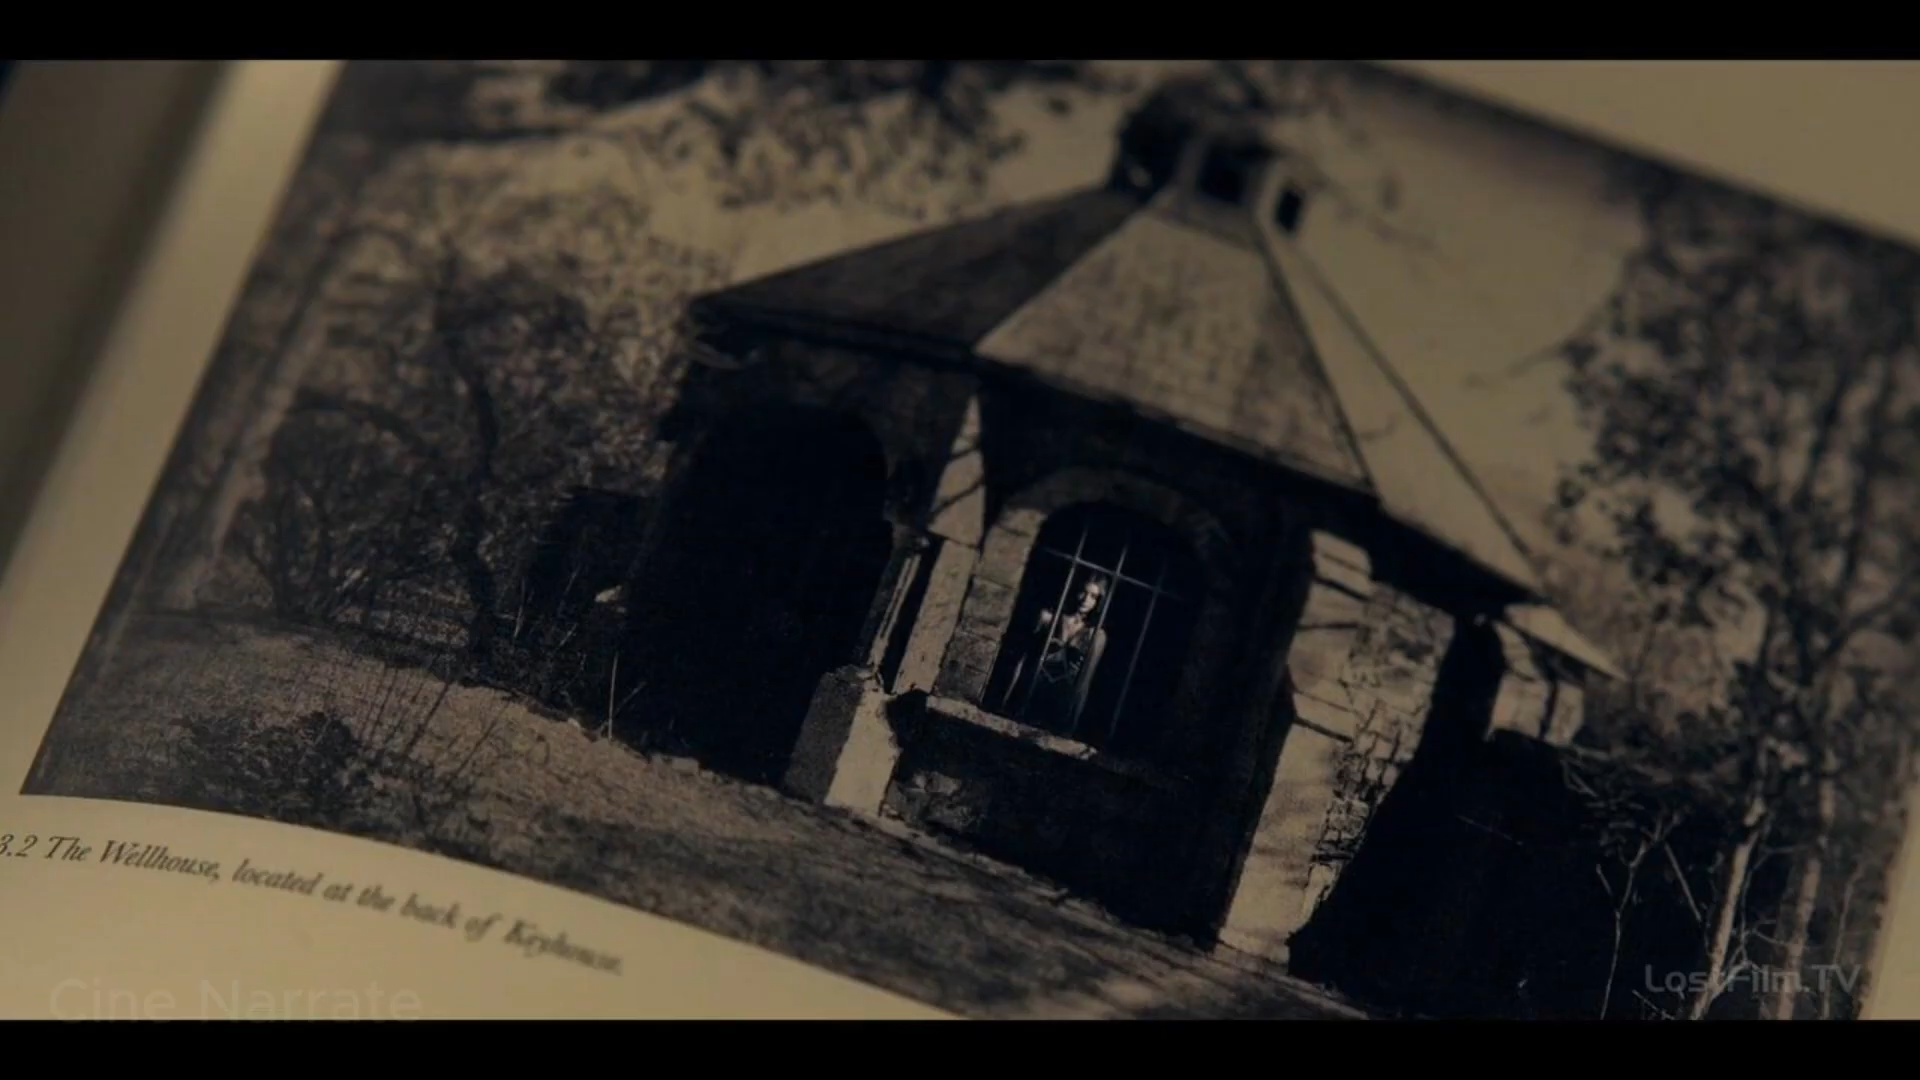 3.2 The Wellhouse, located at the back of Keyhouse.
Cine Narrate
LostFilm.TV